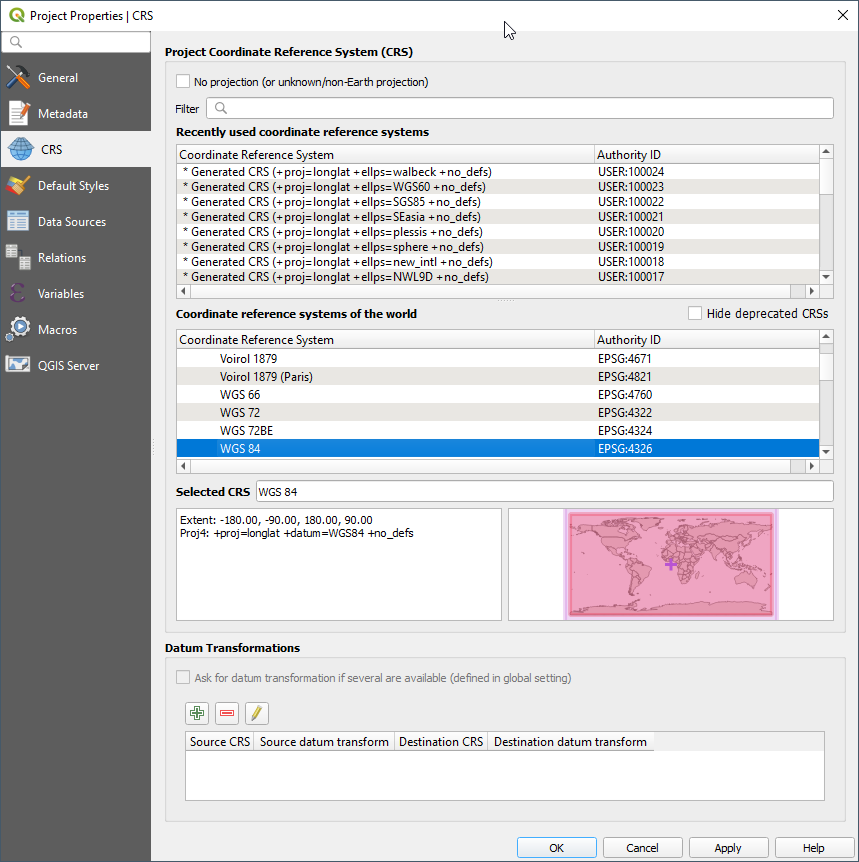 Project Properties | CRS
General
Metadata
CRS
Default Styles
Data Sources
Relations
Variables
Macros
QGIS Server
Project Coordinate Reference System (CRS)
No projection (or unknown/non-Earth projection)
Filter
Recently used coordinate reference systems
Coordinate Reference System Authority ID
* Generated CRS (+proj=longlat +ellps=walbeck +no_defs) USER:100024
* Generated CRS (+proj=longlat +ellps=WGS60 +no_defs) USER:100023
* Generated CRS (+proj=longlat +ellps=SGS85 +no_defs) USER:100022
* Generated CRS (+proj=longlat +ellps=SEasia +no_defs) USER:100021
* Generated CRS (+proj=longlat +ellps=plessis +no_defs) USER:100020
* Generated CRS (+proj=longlat +ellps=sphere +no_defs) USER:100019
* Generated CRS (+proj=longlat +ellps=new_intl +no_defs) USER:100018
* Generated CRS (+proj=longlat +ellps=NWL9D +no_defs) USER:100017
Coordinate reference systems of the world Hide deprecated CRSs
Coordinate Reference System Authority ID
Voirol 1879 EPSG:4671
Voirol 1879 (Paris) EPSG:4821
WGS 66 EPSG:4760
WGS 72 EPSG:4322
WGS 72BE EPSG:4324
WGS 84 EPSG:4326
Selected CRS WGS 84
Extent: -180.00, -90.00, 180.00, 90.00
Proj4: +proj=longlat +datum=WGS84 +no_defs
Datum Transformations
Ask for datum transformation if several are available (defined in global setting)
Source CRS Source datum transform Destination CRS Destination datum transform
OK Cancel Apply Help